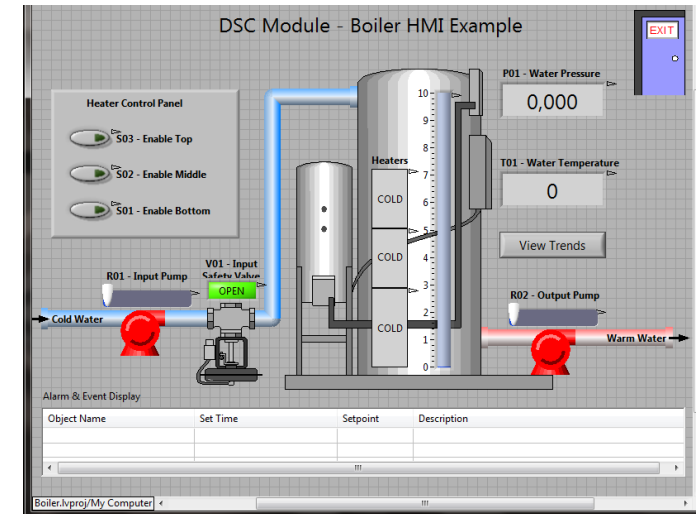 DSC Module - Boiler HMI Example
EXIT
P01 - Water Pressure
0,000
Heater Control Panel
S03 - Enable Top
S02 - Enable Middle
S01 - Enable Bottom
10
9
8
7
6
5
4
3
2
1
0
Heaters
COLD
COLD
COLD
T01 - Water Temperature
0
View Trends
V01 - Input
Safety Valve
OPEN
R01 - Input Pump
Cold Water
R02 - Output Pump
Warm Water
Alarm & Event Display
Object Name Set Time Setpoint Description
Boiler.lvproj/My Computer